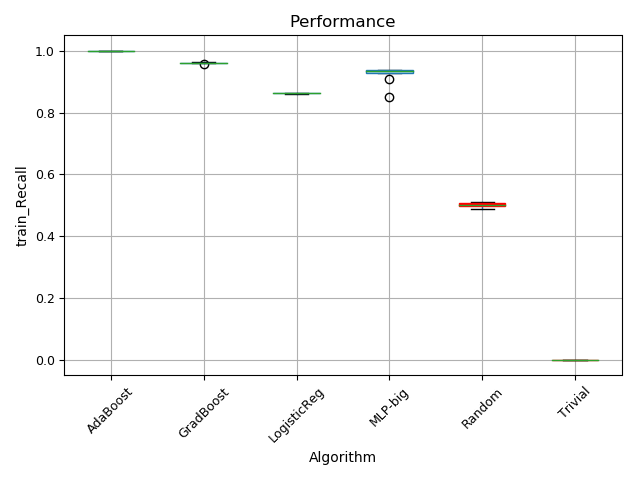 Performance
train_Recall
1.0
0.8
0.6
0.4
0.2
0.0
AdaBoost
GradBoost
LogisticReg
MLP-big
Random
Trivial
Algorithm